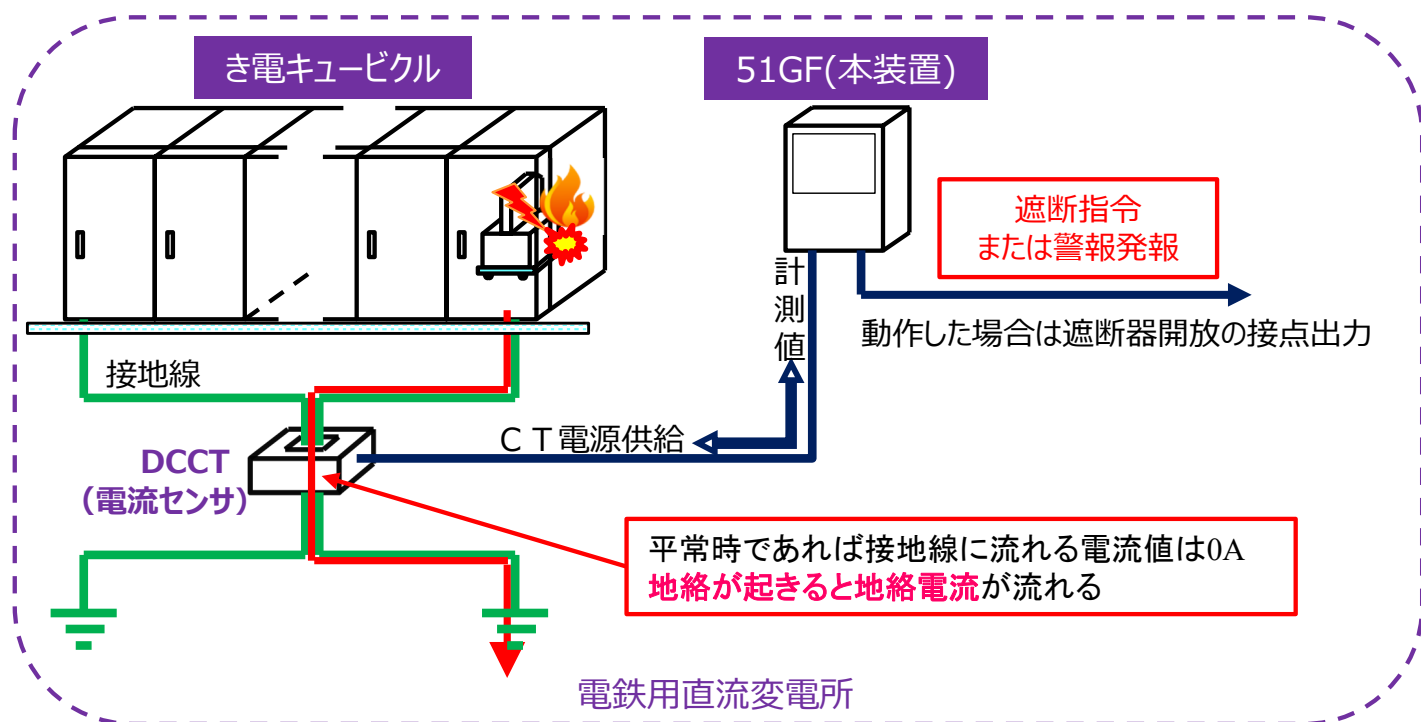 き電キュービクル
51GF(本装置)
遮断指令
または警報発報
計測値
動作した場合は遮断器開放の接点出力
接地線
ＣＴ電源供給
DCCT
(電流センサ)
平常時であれば接地線に流れる電流値は0A
地絡が起きると地絡電流が流れる
電鉄用直流変電所